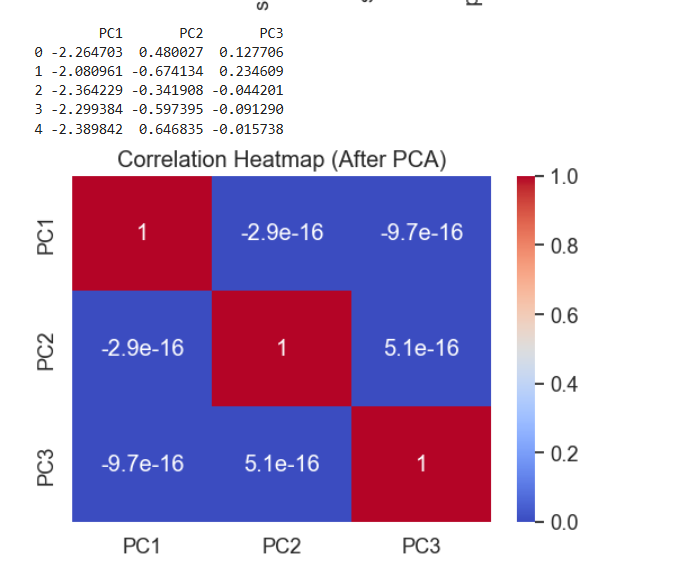 PC1 PC2 PC3
0 -2.264703 0.480027 0.127706
1 -2.080961 -0.674134 0.234609
2 -2.364229 -0.341908 -0.044201
3 -2.299384 -0.597395 -0.091290
4 -2.389842 0.646835 -0.015738
Correlation Heatmap (After PCA)
PC1 1 -2.9e-16 -9.7e-16
PC2 -2.9e-16 1 5.1e-16
PC3 -9.7e-16 5.1e-16 1
PC1 PC2 PC3
1.0
0.8
0.6
0.4
0.2
0.0